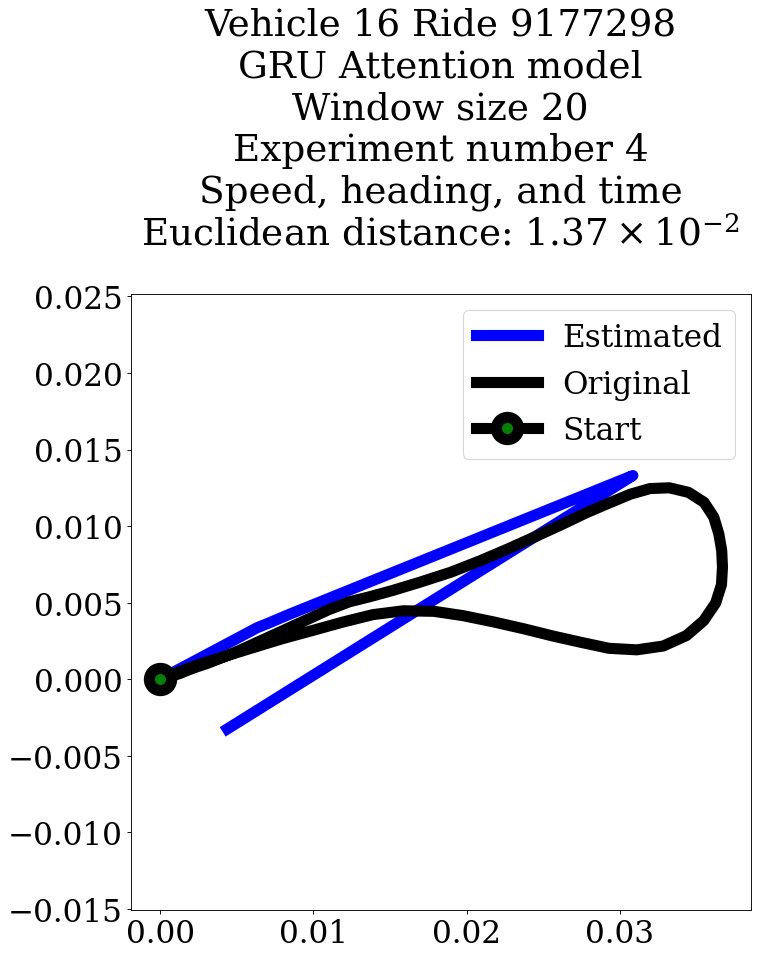 Vehicle 16 Ride 9177298
GRU Attention model
Window size 20
Experiment number 4
Speed, heading, and time
Euclidean distance: 1.37 × 10⁻²
0.025
0.020
0.015
0.010
0.005
0.000
−0.005
−0.010
−0.015
Estimated
Original
Start
0.00 0.01 0.02 0.03